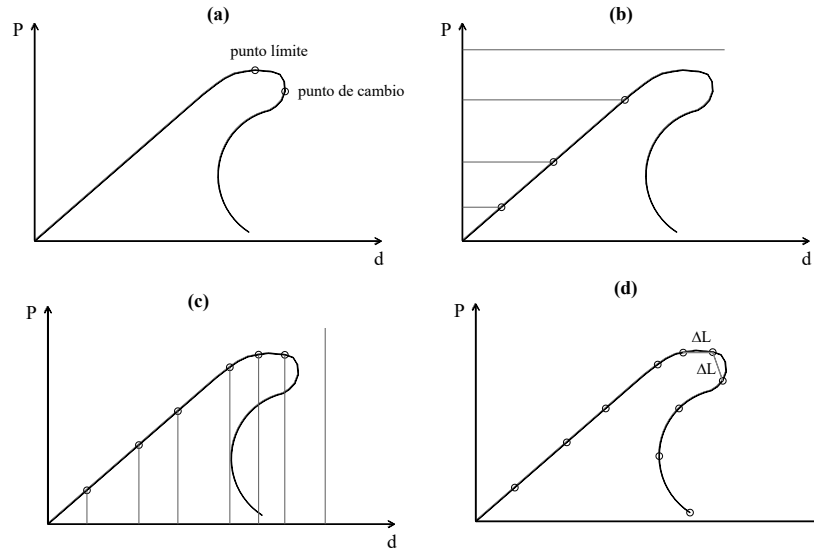 (a)
P
punto límite
punto de cambio
d
(b)
P
d
(c)
P
d
(d)
P
ΔL
ΔL